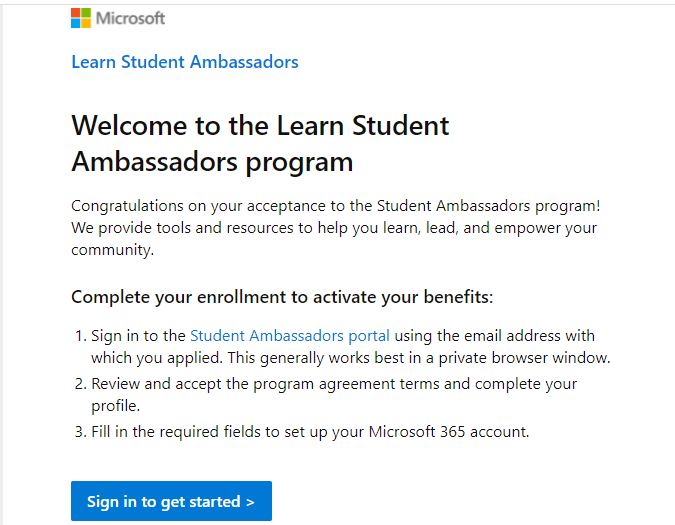 Microsoft
Learn Student Ambassadors
Welcome to the Learn Student
Ambassadors program
Congratulations on your acceptance to the Student Ambassadors program!
We provide tools and resources to help you learn, lead, and empower your
community.
Complete your enrollment to activate your benefits:
1. Sign in to the Student Ambassadors portal using the email address with
which you applied. This generally works best in a private browser window.
2. Review and accept the program agreement terms and complete your
profile.
3. Fill in the required fields to set up your Microsoft 365 account.
Sign in to get started >